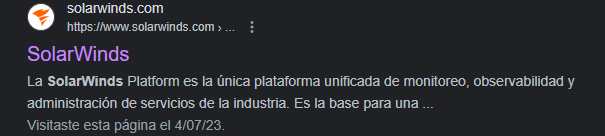 solarwinds.com
https://www.solarwinds.com › ...
SolarWinds
La SolarWinds Platform es la única plataforma unificada de monitoreo, observabilidad y
administración de servicios de la industria. Es la base para una ...
Visitaste esta página el 4/07/23.